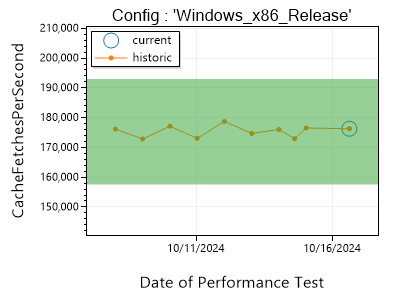 Config : 'Windows_x86_Release'
CacheFetchesPerSecond
210,000
200,000
190,000
180,000
170,000
160,000
150,000
current
historic
10/11/2024
10/16/2024
Date of Performance Test